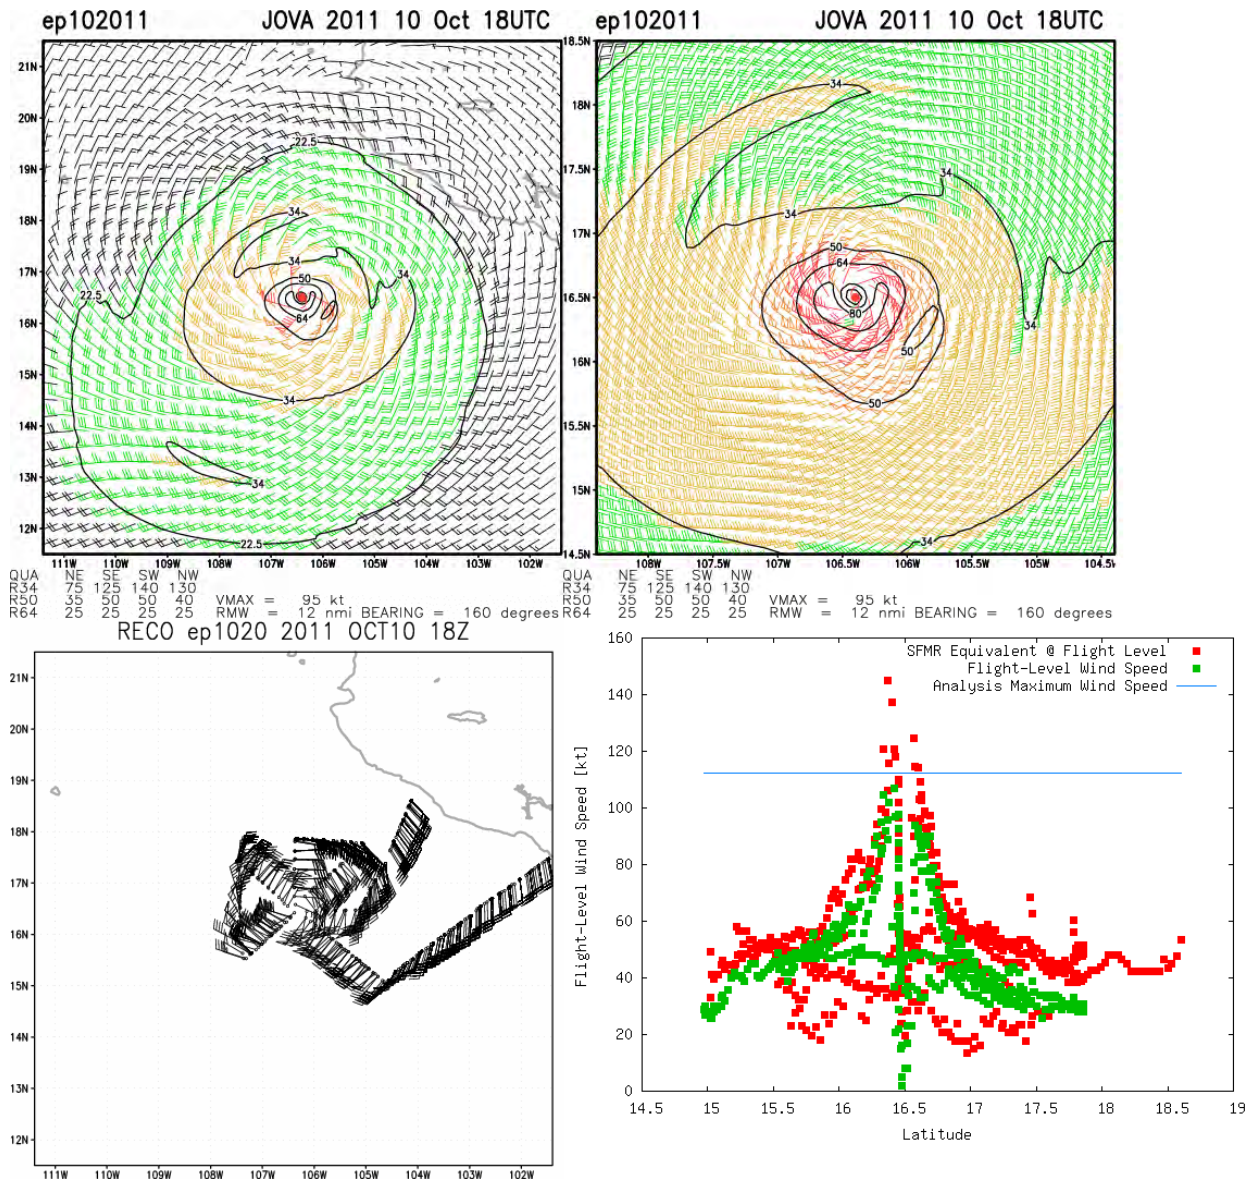 ep102011 JOVA 2011 10 Oct 18UTC
21N
20N
19N
18N
17N
16N
15N
14N
13N
12N
111W 110W 109W 108W 107W 106W 105W 104W 103W 102W
22.5
34
34
34
50
64
22.5
34
34
22.5
QUA NE SE SW NW
R34 75 125 140 130
R50 35 50 50 40 VMAX = 95 kt
R64 25 25 25 25 RMW = 12 nmi BEARING = 160 degrees
ep102011 JOVA 2011 10 Oct 18UTC
18.5N
18N
17.5N
17N
16.5N
16N
15.5N
15N
14.5N
108W 107.5W 107W 106.5W 106W 105.5W 105W 104.5W
34
34
34
50
64
80
50
34
50
34
QUA NE SE SW NW
R34 75 125 140 130
R50 35 50 50 40 VMAX = 95 kt
R64 25 25 25 25 RMW = 12 nmi BEARING = 160 degrees
RECO ep1020 2011 OCT10 18Z
21N
20N
19N
18N
17N
16N
15N
14N
13N
12N
111W 110W 109W 108W 107W 106W 105W 104W 103W 102W
SFMR Equivalent @ Flight Level
Flight-Level Wind Speed
Analysis Maximum Wind Speed
Flight-Level Wind Speed [kt]
160
140
120
100
80
60
40
20
0
14.5 15 15.5 16 16.5 17 17.5 18 18.5 19
Latitude